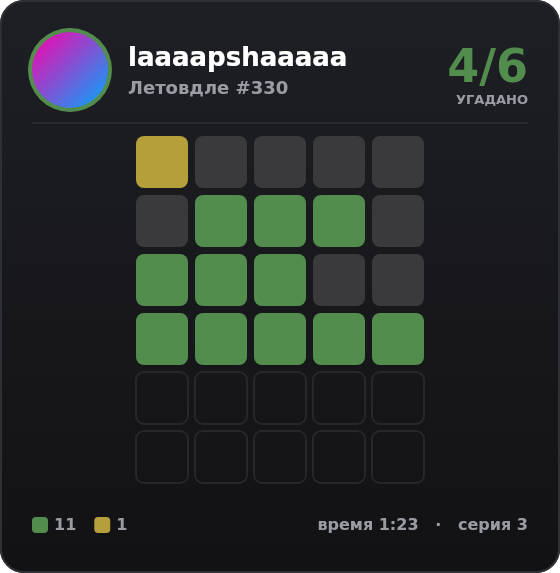 laaaapshaaaaa
Летовдле #330
4/6
УГАДАНО
11 1
время 1:23 · серия 3